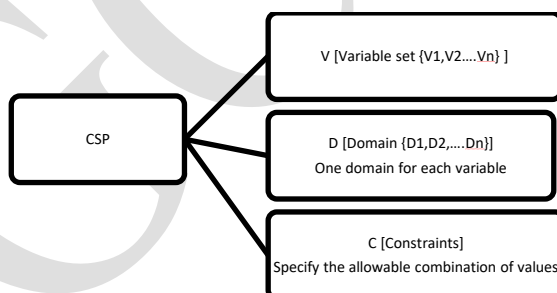 V [Variable set {V1,V2....Vn} ]
CSP
D [Domain {D1,D2,....Dn}]
One domain for each variable
C [Constraints]
Specify the allowable combination of values